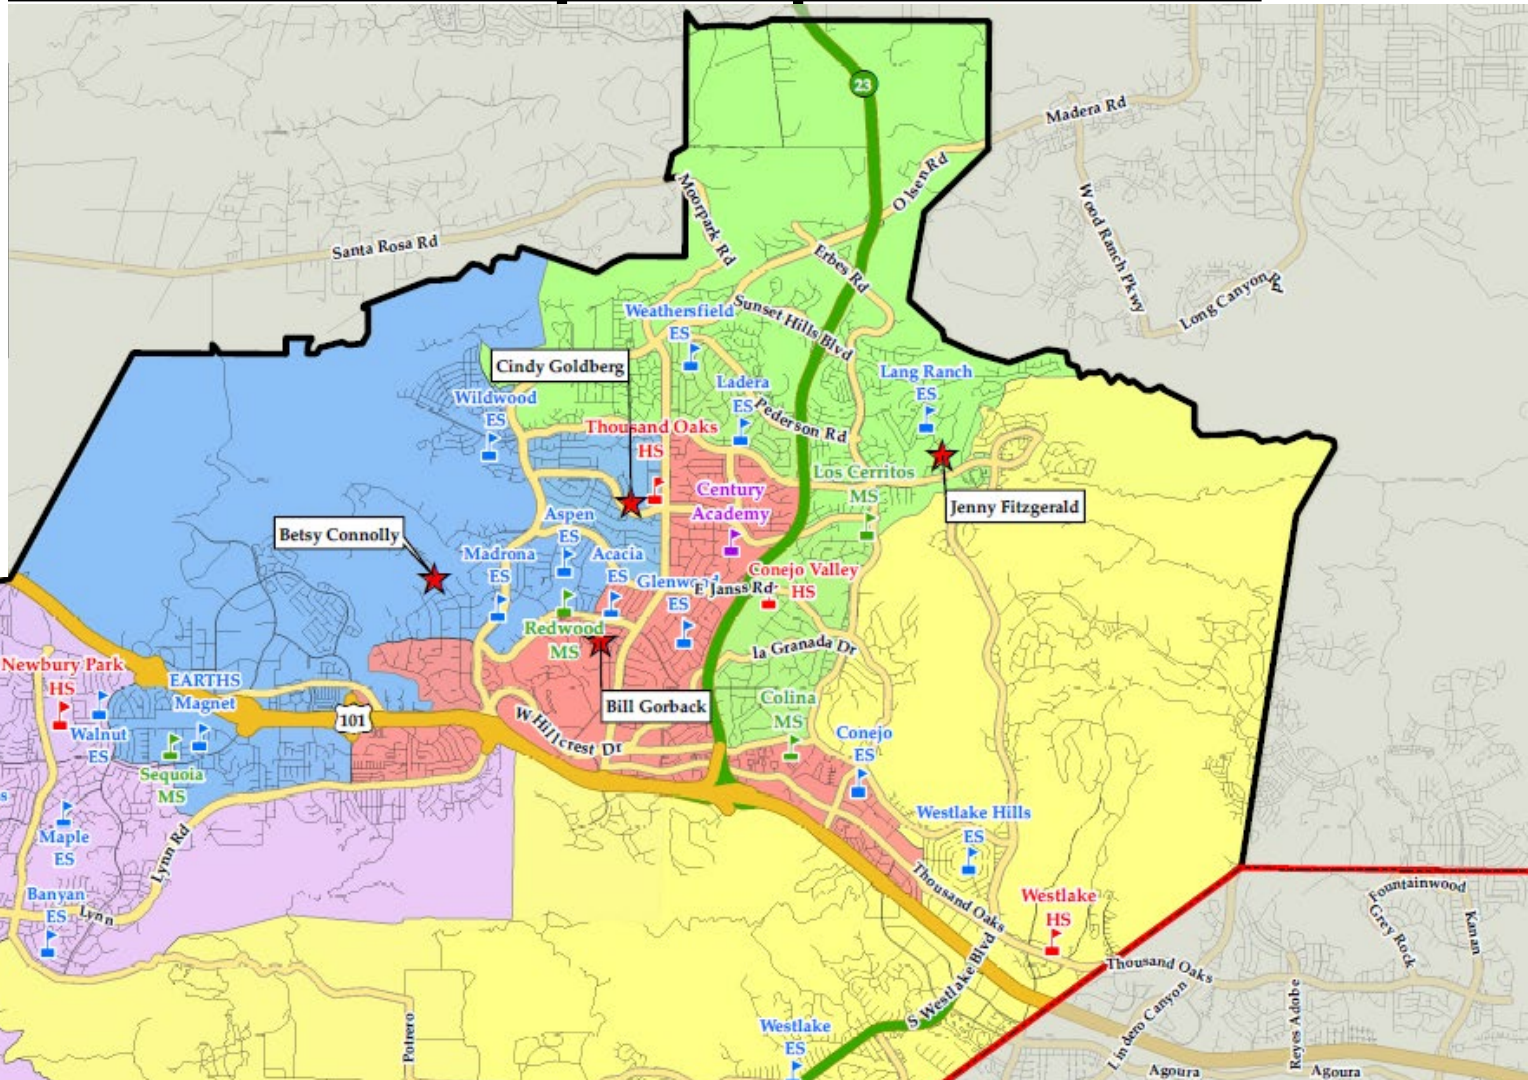 23
Madera Rd
Olsen Rd
Moorpark Rd
Wood Ranch Pkwy
Santa Rosa Rd
Erbes Rd
Long Canyon Rd
Weathersfield
ES
Sunset Hills Blvd
Cindy Goldberg
Lang Ranch
ES
Ladera
ES
Wildwood
ES
Pederson Rd
Thousand Oaks
HS
Los Cerritos
MS
Century
Academy
Jenny Fitzgerald
Aspen
ES
Betsy Connolly
Madrona
ES
Acacia
ES
Conejo Valley
HS
Glenwood
ES
E Janss Rd
Redwood
MS
la Granada Dr
Newbury Park
HS
EARTHS
Magnet
Colina
MS
Bill Gorback
101
W Hillcrest Dr
Walnut
ES
Conejo
ES
Sequoia
MS
s
Maple
ES
Westlake Hills
ES
Lynn Rd
Thousand Oaks
Banyan
ES
Lynn
Westlake
HS
Fountainwood
Grey Rock
Kanan
Thousand Oaks
S Westlake Blvd
Lindero Canyon
Reyes Adobe
Potrero
Westlake
ES
Agoura
Agoura